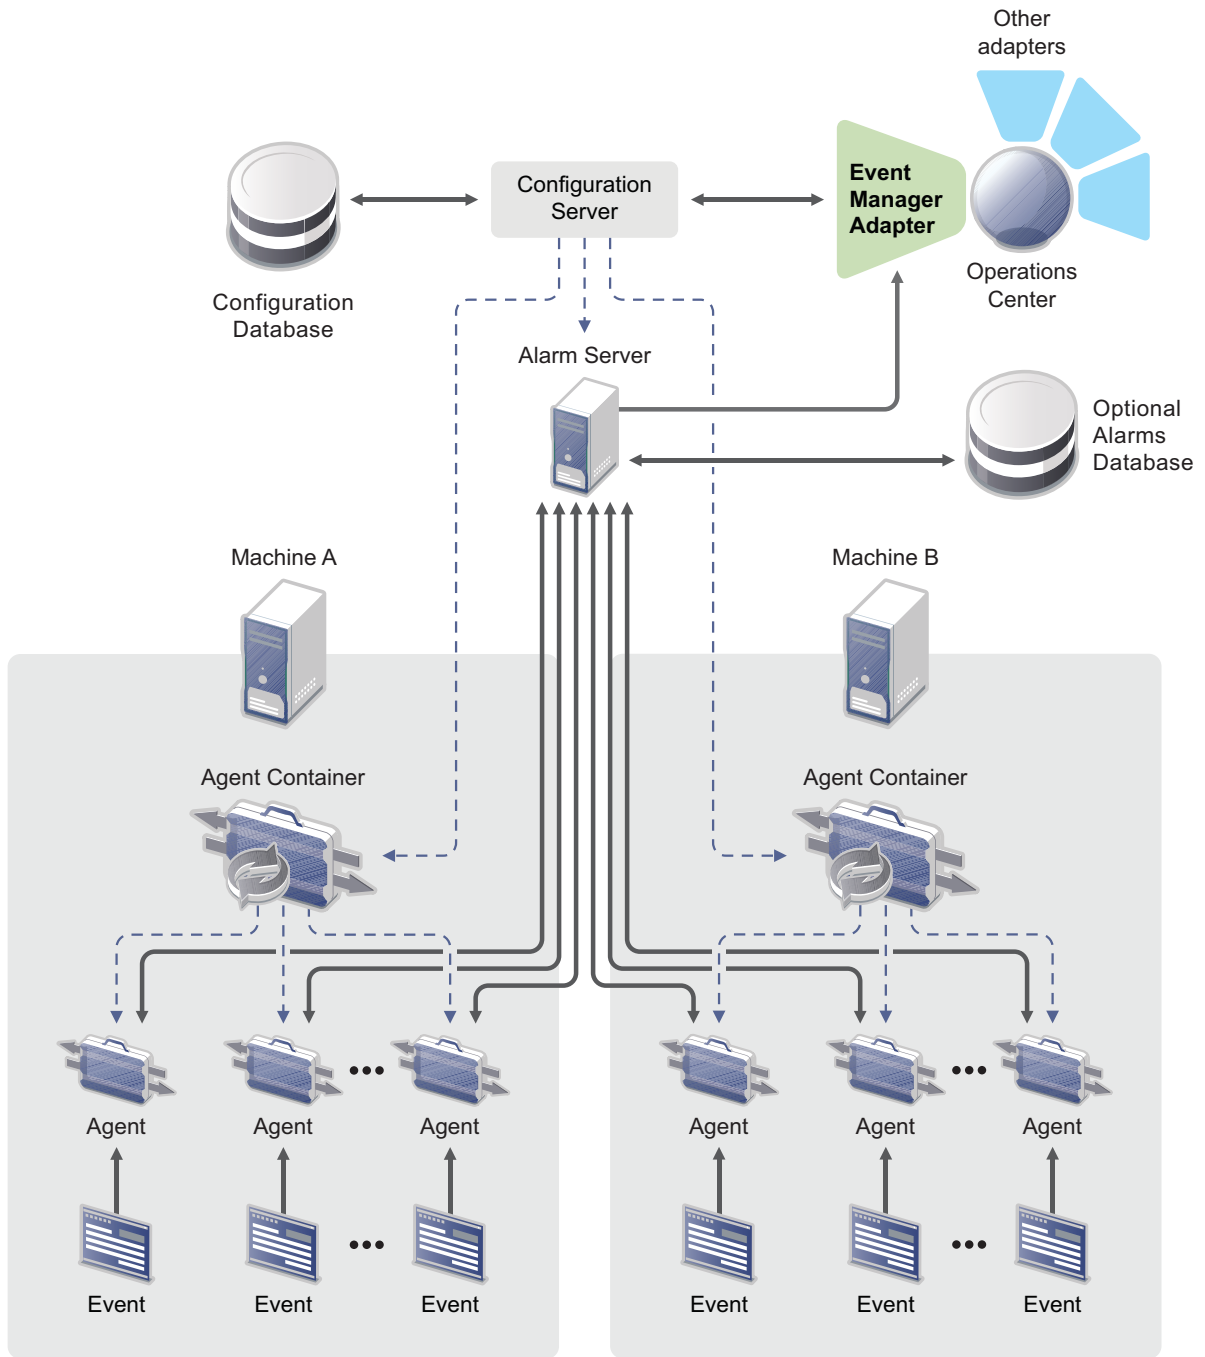 Other
adapters
Configuration
Server
Event
Manager
Adapter
Operations
Center
Configuration
Database
Alarm Server
Optional
Alarms
Database
Machine A
Machine B
Agent Container
Agent Container
Agent
Agent
•••
Agent
Agent
Agent
•••
Agent
Event
Event
•••
Event
Event
Event
•••
Event